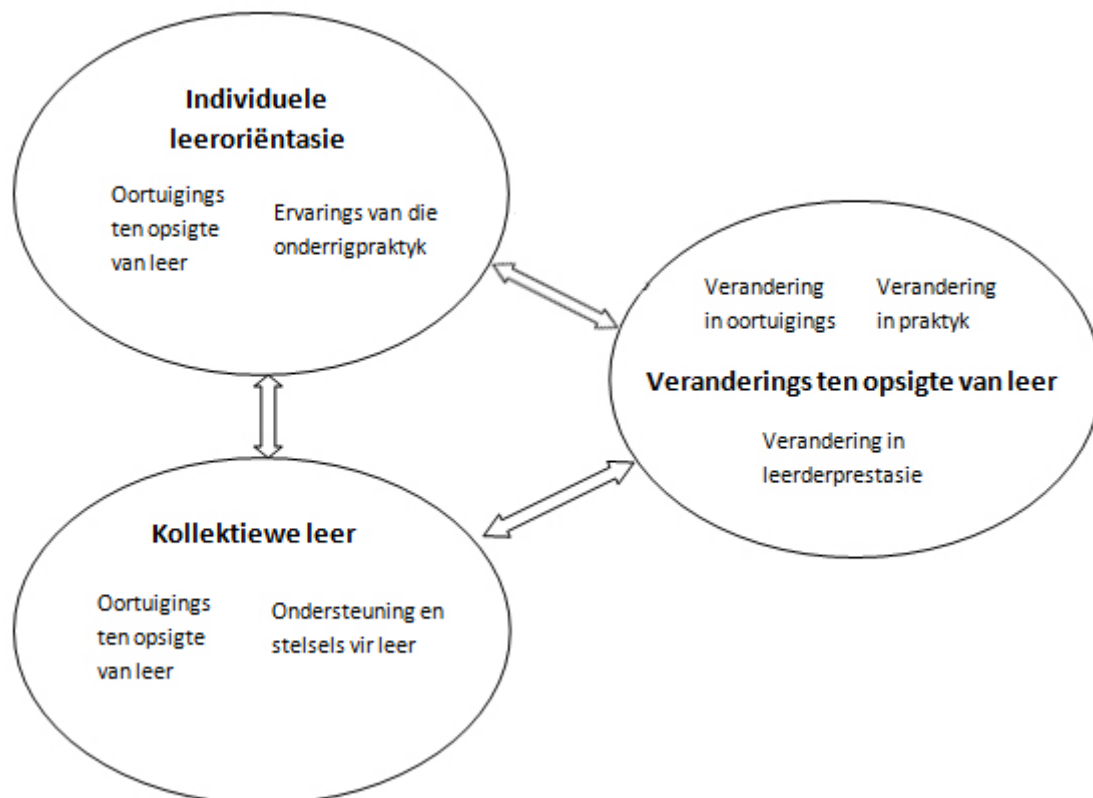 Individuele
leeroriëntasie
Oortuigings
ten opsigte
van leer
Ervarings van die
onderrigpraktyk
Verandering
in oortuigings
Verandering
in praktyk
Veranderings ten opsigte van leer
Verandering in
leerderprestasie
Kollektiewe leer
Oortuigings
ten opsigte
van leer
Ondersteuning en
stelsels vir leer